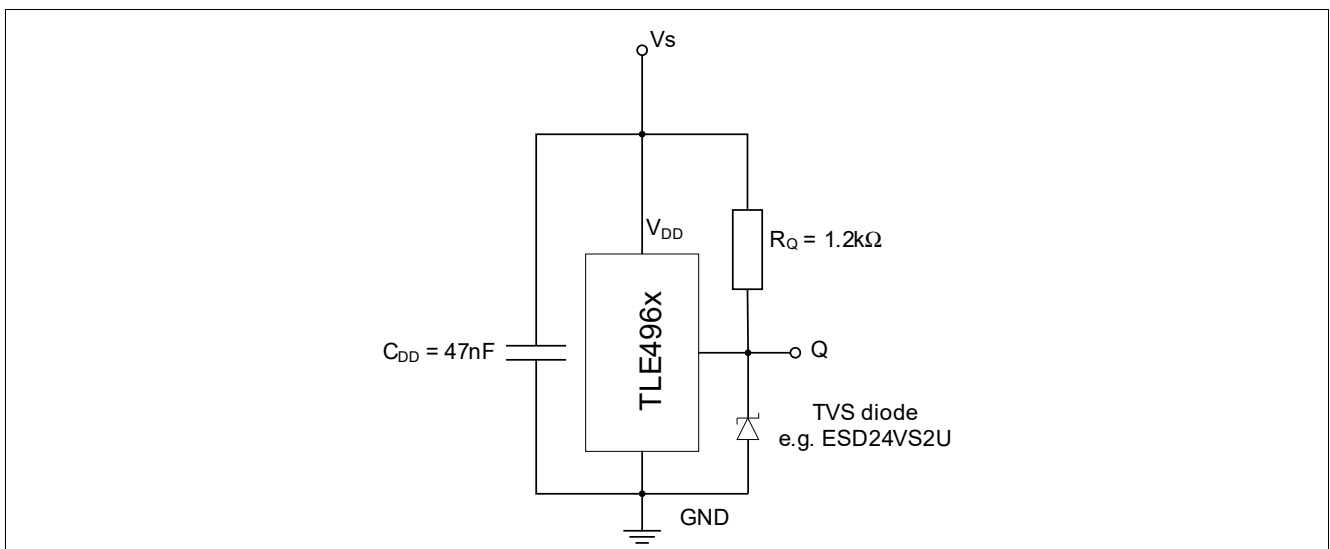 Vs
VDD
RQ = 1.2kΩ
TLE496x
CDD = 47nF
Q
TVS diode
e.g. ESD24VS2U
GND